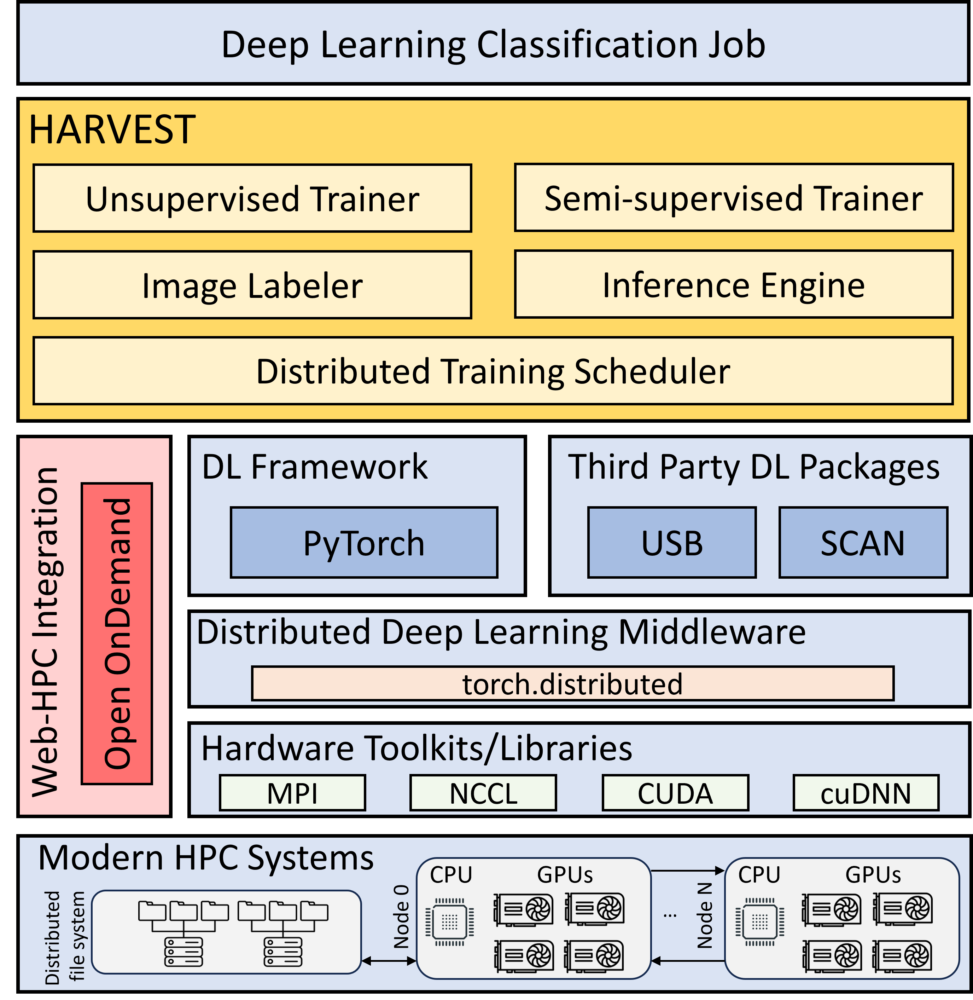 Deep Learning Classification Job
HARVEST
Unsupervised Trainer
Semi-supervised Trainer
Image Labeler
Inference Engine
Distributed Training Scheduler
Web-HPC Integration
Open OnDemand
DL Framework
PyTorch
Third Party DL Packages
USB
SCAN
Distributed Deep Learning Middleware
torch.distributed
Hardware Toolkits/Libraries
MPI
NCCL
CUDA
cuDNN
Modern HPC Systems
Distributed
file system
Node 0
CPU
GPUs
...
Node N
CPU
GPUs